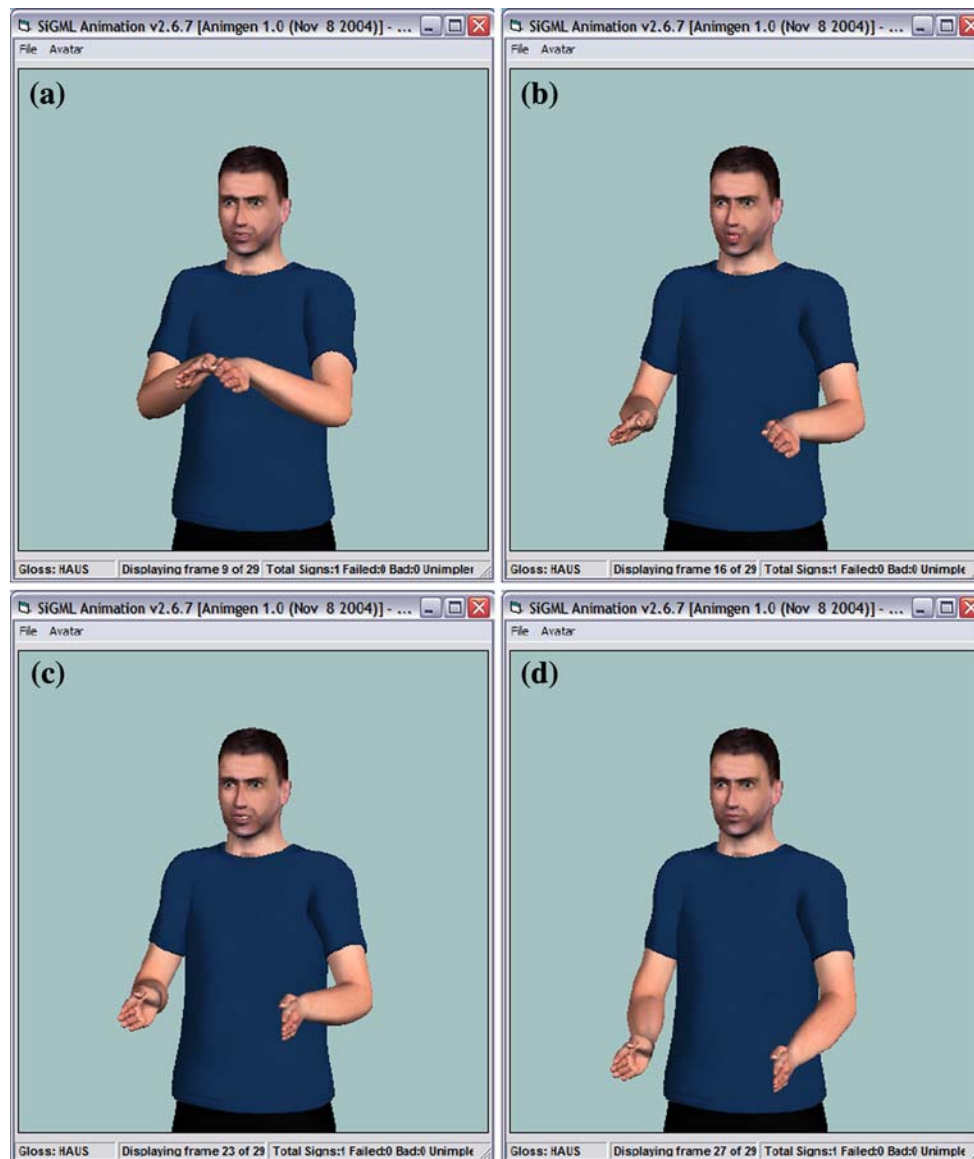 SiGML Animation v2.6.7 [Animgen 1.0 (Nov 8 2004)] - ...
File Avatar
(a)
Gloss: HAUS Displaying frame 9 of 29 Total Signs:1 Failed:0 Bad:0 Unimpler
SiGML Animation v2.6.7 [Animgen 1.0 (Nov 8 2004)] - ...
File Avatar
(b)
Gloss: HAUS Displaying frame 16 of 29 Total Signs:1 Failed:0 Bad:0 Unimple
SiGML Animation v2.6.7 [Animgen 1.0 (Nov 8 2004)] - ...
File Avatar
(c)
Gloss: HAUS Displaying frame 23 of 29 Total Signs:1 Failed:0 Bad:0 Unimple
SiGML Animation v2.6.7 [Animgen 1.0 (Nov 8 2004)] - ...
File Avatar
(d)
Gloss: HAUS Displaying frame 27 of 29 Total Signs:1 Failed:0 Bad:0 Unimple